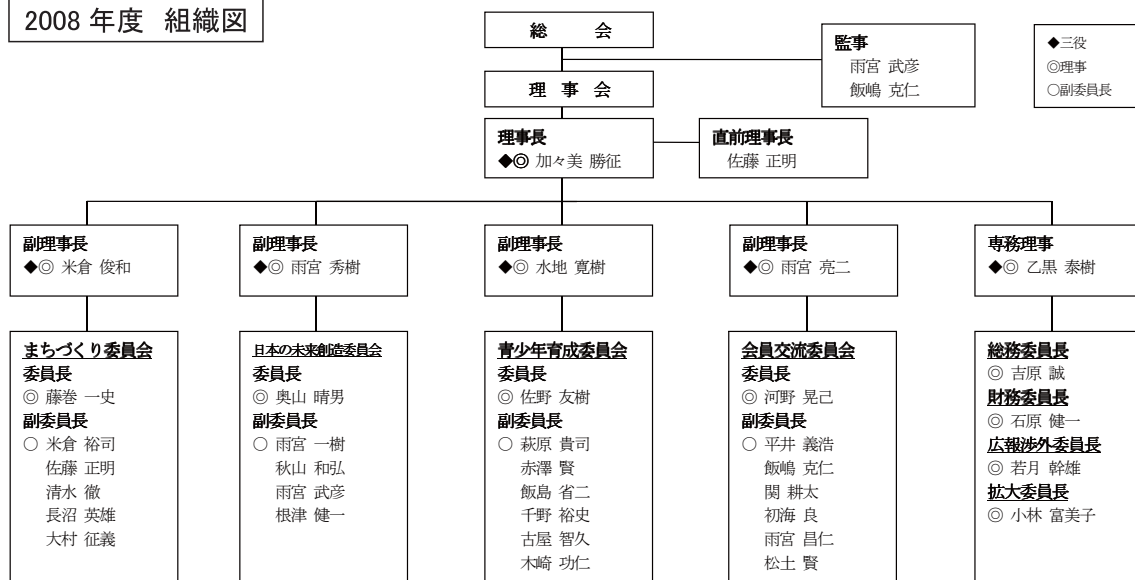 2008 年度 組織図
総 会
監事
雨宮 武彦
飯嶋 克仁
◆三役
◎理事
○副委員長
理 事 会
理事長
◆◎ 加々美 勝征
直前理事長
佐藤 正明
副理事長
◆◎ 米倉 俊和
副理事長
◆◎ 雨宮 秀樹
副理事長
◆◎ 水地 寛樹
副理事長
◆◎ 雨宮 亮二
専務理事
◆◎ 乙黒 泰樹
まちづくり委員会
委員長
◎ 藤巻 一史
副委員長
○ 米倉 裕司
佐藤 正明
清水 徹
長沼 英雄
大村 征義
日本の未来創造委員会
委員長
◎ 奥山 晴男
副委員長
○ 雨宮 一樹
秋山 和弘
雨宮 武彦
根津 健一
青少年育成委員会
委員長
◎ 佐野 友樹
副委員長
○ 萩原 貴司
赤澤 賢
飯島 省二
千野 裕史
古屋 智久
木崎 功仁
会員交流委員会
委員長
◎ 河野 晃己
副委員長
○ 平井 義浩
飯嶋 克仁
関 耕太
初海 良
雨宮 昌仁
松土 賢
総務委員長
◎ 吉原 誠
財務委員長
◎ 石原 健一
広報渉外委員長
◎ 若月 幹雄
拡大委員長
◎ 小林 富美子